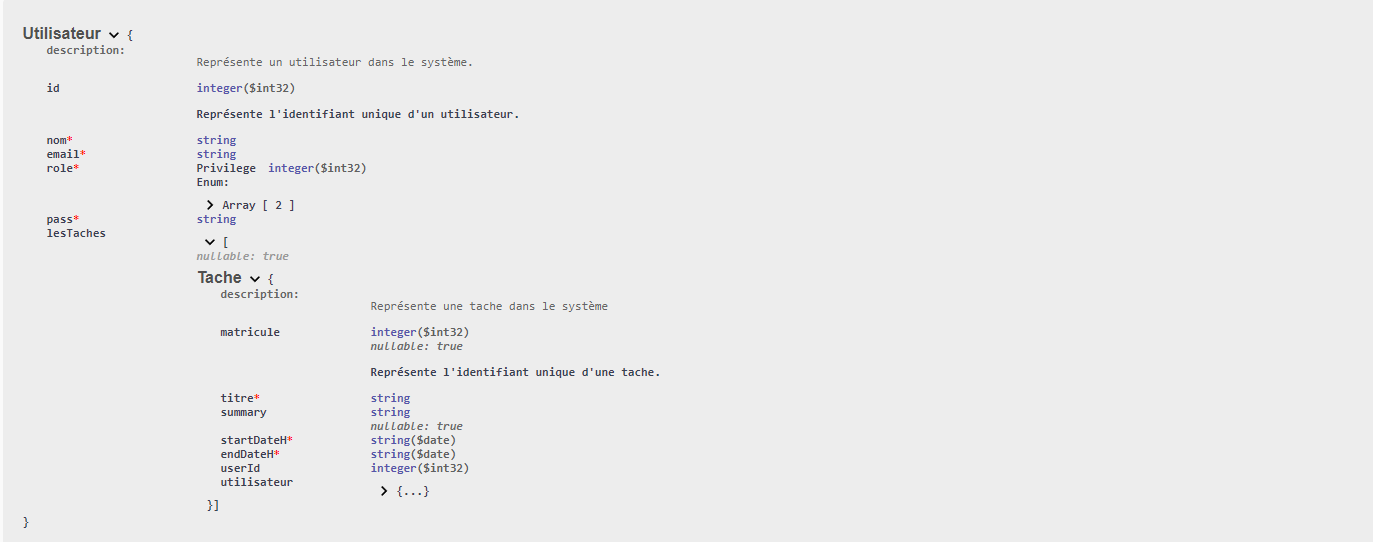 Utilisateur {
description:
Représente un utilisateur dans le système.
id integer($int32)
Représente l'identifiant unique d'un utilisateur.
nom* string
email* string
role* Privilege integer($int32)
Enum:
Array [ 2 ]
pass* string
lesTaches
[
nullable: true
Tache {
description:
Représente une tache dans le système
matricule integer($int32)
nullable: true
Représente l'identifiant unique d'une tache.
titre* string
summary string
nullable: true
startDateH* string($date)
endDateH* string($date)
userId integer($int32)
utilisateur
{...}
}]
}